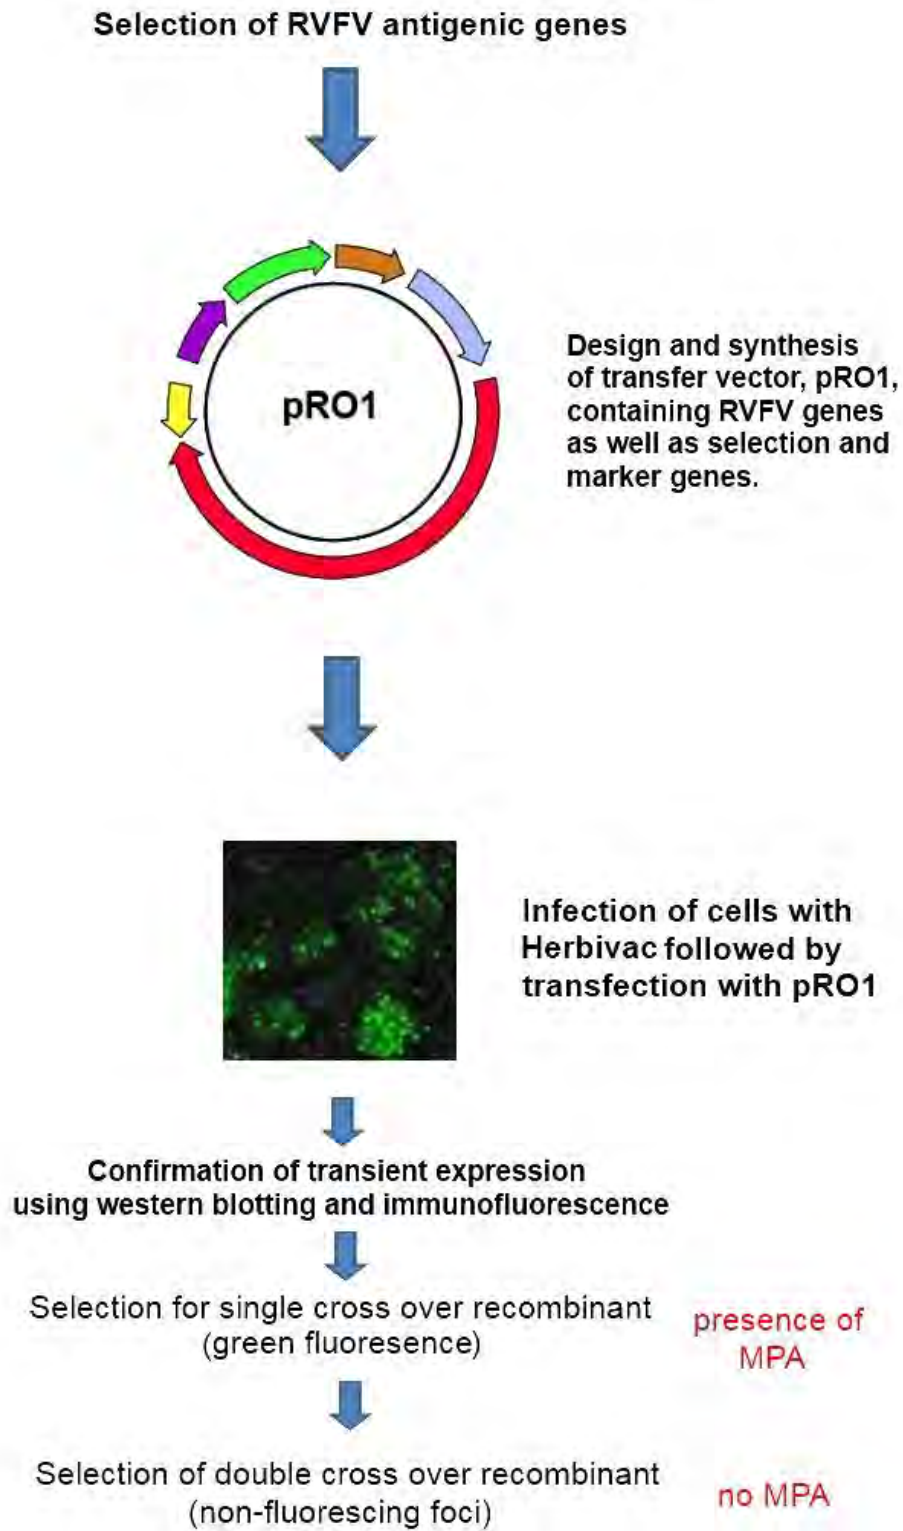 Selection of RVFV antigenic genes
pRO1
Design and synthesis
of transfer vector, pRO1,
containing RVFV genes
as well as selection and
marker genes.
Infection of cells with
Herbivac followed by
transfection with pRO1
Confirmation of transient expression
using western blotting and immunofluorescence
Selection for single cross over recombinant
(green fluoresence)
presence of
MPA
Selection of double cross over recombinant
(non-fluorescing foci)
no MPA